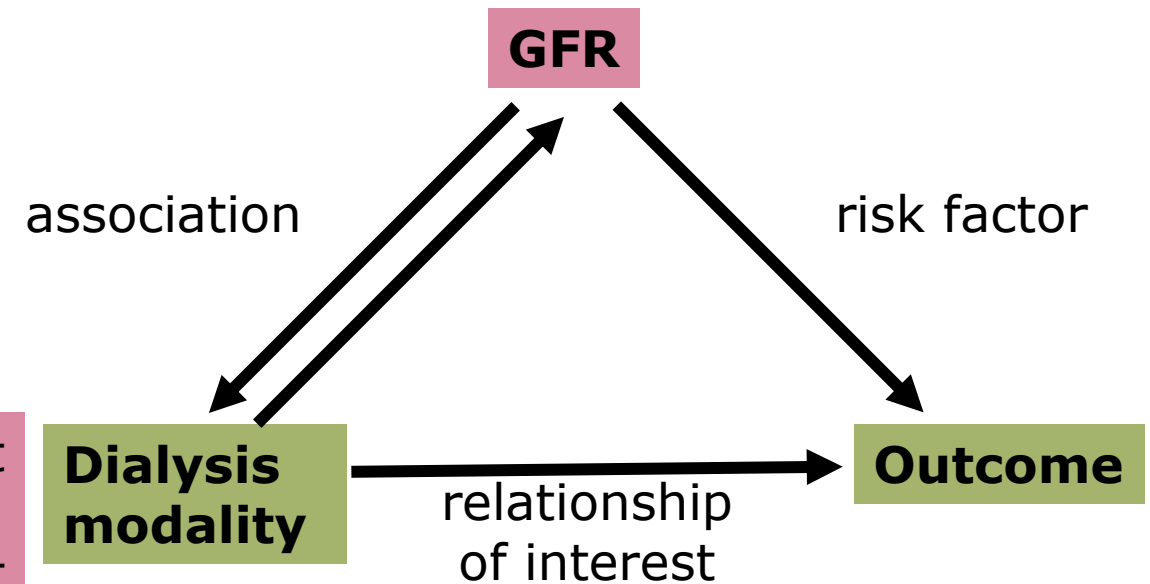 GFR
association
risk factor
Dialysis
modality
Outcome
relationship
of interest